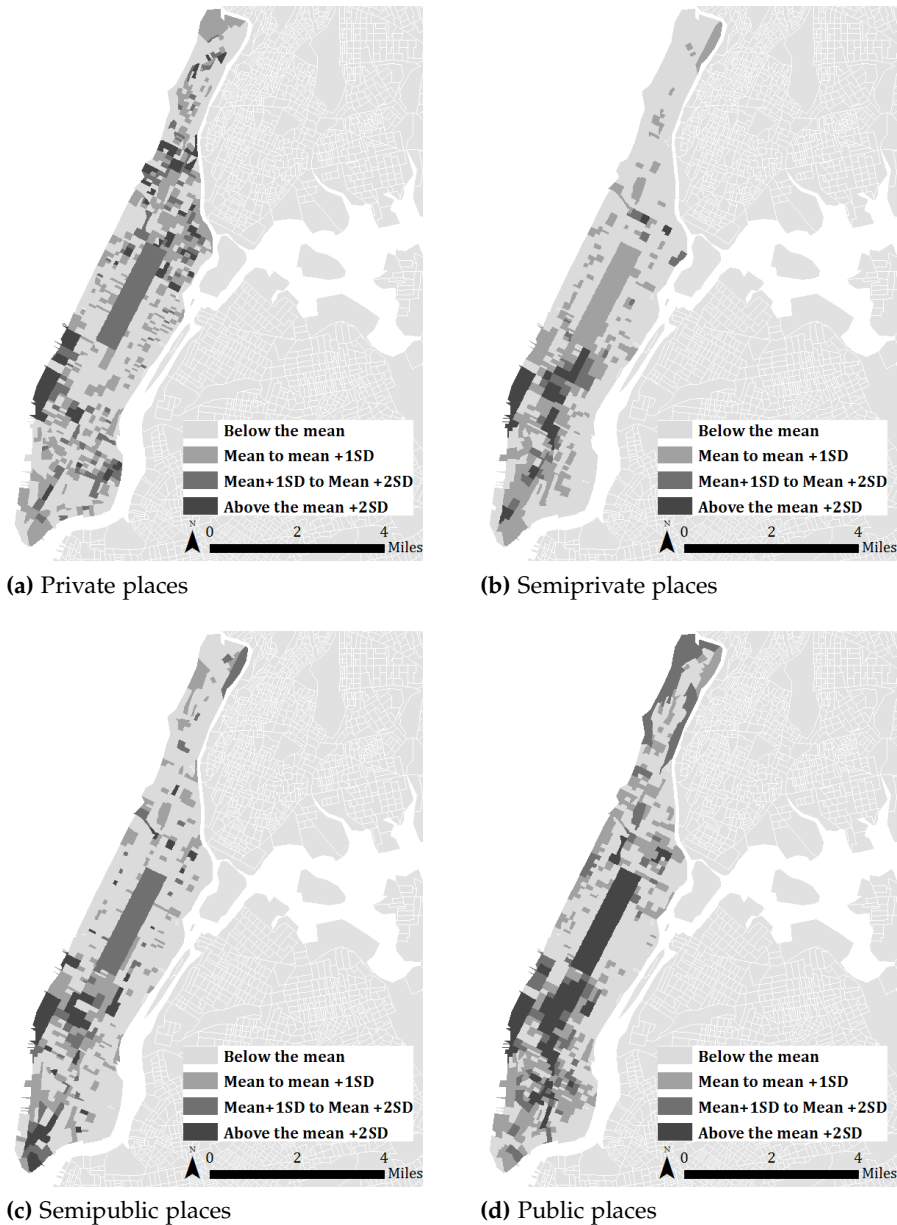 Below the mean
Mean to mean +1SD
Mean+1SD to Mean +2SD
Above the mean +2SD
N
0 2 4
Miles
(a) Private places
Below the mean
Mean to mean +1SD
Mean+1SD to Mean +2SD
Above the mean +2SD
N
0 2 4
Miles
(b) Semiprivate places
Below the mean
Mean to mean +1SD
Mean+1SD to Mean +2SD
Above the mean +2SD
N
0 2 4
Miles
(c) Semipublic places
Below the mean
Mean to mean +1SD
Mean+1SD to Mean +2SD
Above the mean +2SD
N
0 2 4
Miles
(d) Public places